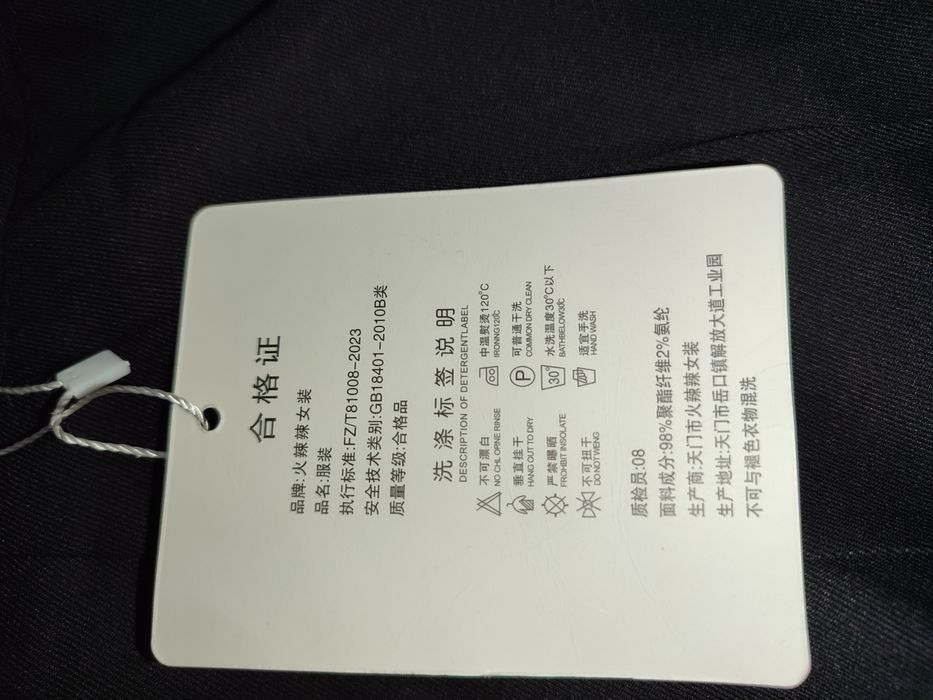 合格证
品牌:火辣辣女装
品名:服装
执行标准:FZ/T81008-2023
安全技术类别:GB18401-2010B类
质量等级:合格品
洗涤标签说明
DESCRIPTION OF DETERGENTLABEL
不可漂白
NO CHLORNE RINSE
中温熨烫120°C
IRONNG120℃
垂直挂干
HANG OUT TO DRY
P
可普通干洗
COMMON DRY CLEAN
严禁曝晒
FROHBIT INSOLATE
30°
水洗温度30°C以下
BATHBELOW30℃
不可扭干
DO NOT WENG
适宜手洗
HAND WASH
质检员:08
面料成分:98%聚酯纤维2%氨纶
生产商:天门市火辣辣女装
生产地址:天门市岳口镇解放大道工业园
不可与褪色衣物混洗